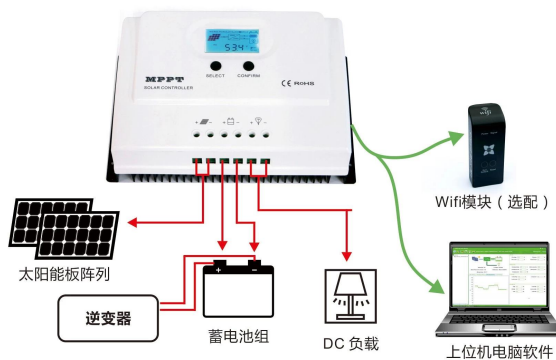 534
MPPT
SOLAR CONTROLLER
SELECT
CONFIRM
CE RoHS
+ -
+ -
+ -
wifi
Wifi模块（选配）
太阳能板阵列
逆变器
+ -
蓄电池组
DC 负载
上位机电脑软件